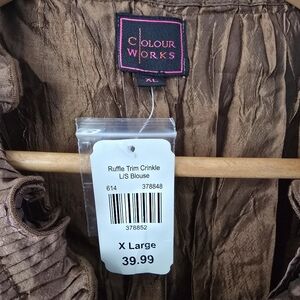 COLOUR
WORKS
XL
Ruffle Trim Crinkle
L/S Blouse
614 378848
378852
X Large
39.99